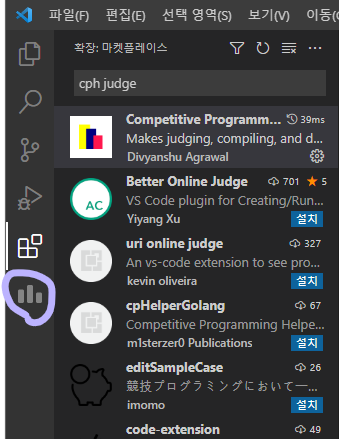 파일(F) 편집(E) 선택 영역(S) 보기(V) 이동(
확장: 마켓플레이스
cph judge
Competitive Programm... 39ms
Makes judging, compiling, and d...
Divyanshu Agrawal
Better Online Judge 701 ★ 5
AC
VS Code plugin for Creating/Run...
Yiyang Xu 설치
uri online judge 327
An vs-code extension to see pro...
kevin oliveira 설치
cpHelperGolang 67
Competitive Programming Helpe...
m1sterzer0 Publications 설치
editSampleCase 26
競技プログラミングにおいて一...
imomo 설치
code-extension 49